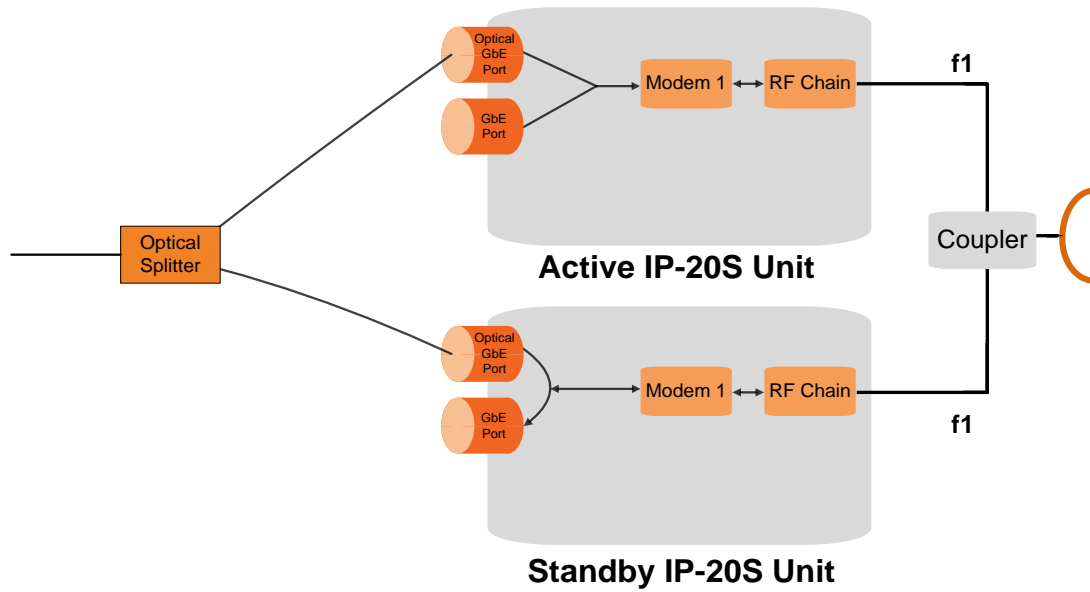 Optical
GbE
Port
GbE
Port
Modem 1
RF Chain
f1
Optical
Splitter
Coupler
Active IP-20S Unit
Optical
GbE
Port
GbE
Port
Modem 1
RF Chain
f1
Standby IP-20S Unit